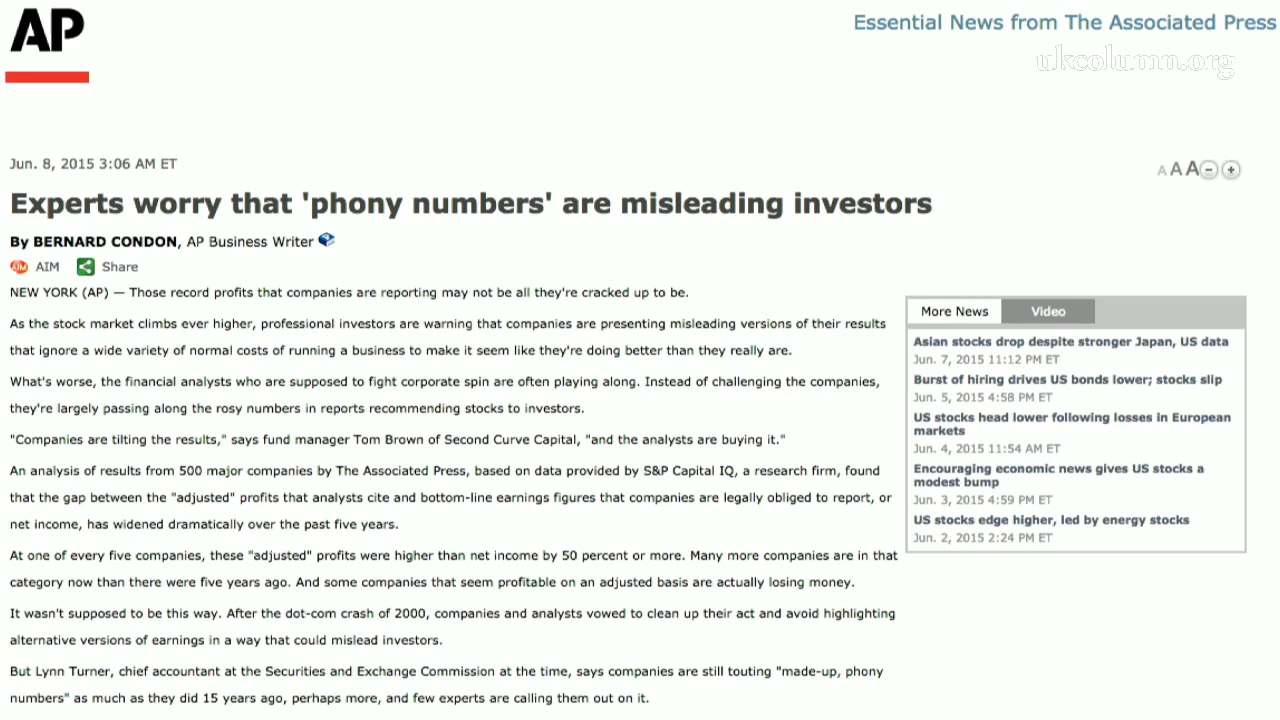 AP
Essential News from The Associated Press
ukcolumn.org
Jun. 8, 2015 3:06 AM ET
A A A
Experts worry that 'phony numbers' are misleading investors
By BERNARD CONDON, AP Business Writer
AIM AIM Share
NEW YORK (AP) — Those record profits that companies are reporting may not be all they're cracked up to be.
As the stock market climbs ever higher, professional investors are warning that companies are presenting misleading versions of their results
that ignore a wide variety of normal costs of running a business to make it seem like they're doing better than they really are.
What's worse, the financial analysts who are supposed to fight corporate spin are often playing along. Instead of challenging the companies,
they're largely passing along the rosy numbers in reports recommending stocks to investors.
"Companies are tilting the results," says fund manager Tom Brown of Second Curve Capital, "and the analysts are buying it."
An analysis of results from 500 major companies by The Associated Press, based on data provided by S&P Capital IQ, a research firm, found
that the gap between the "adjusted" profits that analysts cite and bottom-line earnings figures that companies are legally obliged to report, or
net income, has widened dramatically over the past five years.
At one of every five companies, these "adjusted" profits were higher than net income by 50 percent or more. Many more companies are in that
category now than there were five years ago. And some companies that seem profitable on an adjusted basis are actually losing money.
It wasn't supposed to be this way. After the dot-com crash of 2000, companies and analysts vowed to clean up their act and avoid highlighting
alternative versions of earnings in a way that could mislead investors.
But Lynn Turner, chief accountant at the Securities and Exchange Commission at the time, says companies are still touting "made-up, phony
numbers" as much as they did 15 years ago, perhaps more, and few experts are calling them out on it.
More News Video
Asian stocks drop despite stronger Japan, US data
Jun. 7, 2015 11:12 PM ET
Burst of hiring drives US bonds lower; stocks slip
Jun. 5, 2015 4:58 PM ET
US stocks head lower following losses in European
markets
Jun. 4, 2015 11:54 AM ET
Encouraging economic news gives US stocks a
modest bump
Jun. 3, 2015 4:59 PM ET
US stocks edge higher, led by energy stocks
Jun. 2, 2015 2:24 PM ET